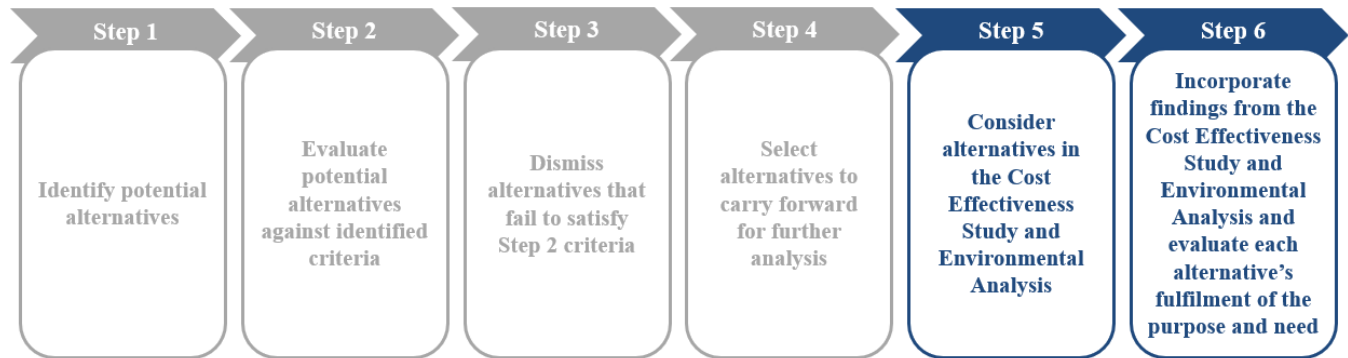 Step 1
Identify potential
alternatives
Step 2
Evaluate
potential
alternatives
against identified
criteria
Step 3
Dismiss
alternatives that
fail to satisfy
Step 2 criteria
Step 4
Select
alternatives to
carry forward
for further
analysis
Step 5
Consider
alternatives in
the Cost
Effectiveness
Study and
Environmental
Analysis
Step 6
Incorporate
findings from the
Cost Effectiveness
Study and
Environmental
Analysis and
evaluate each
alternative’s
fulfilment of the
purpose and need